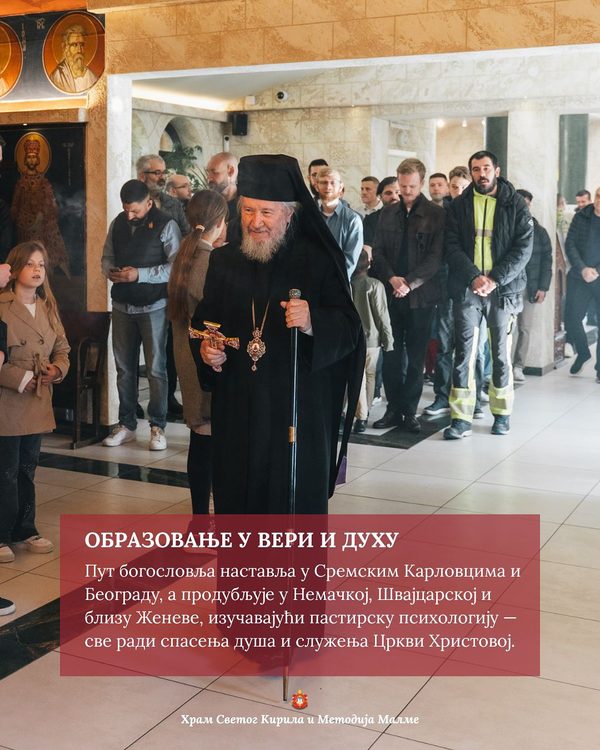 ОБРАЗОВАЊЕ У ВЕРИ И ДУХУ
Пут богословља наставља у Сремским Карловцима и
Београду, а продубљује у Немачкој, Швајцарској и
близу Женеве, изучавајући пастирску психологију —
све ради спасења душа и служења Цркви Христовој.
Храм Светог Кирила и Методија Малме